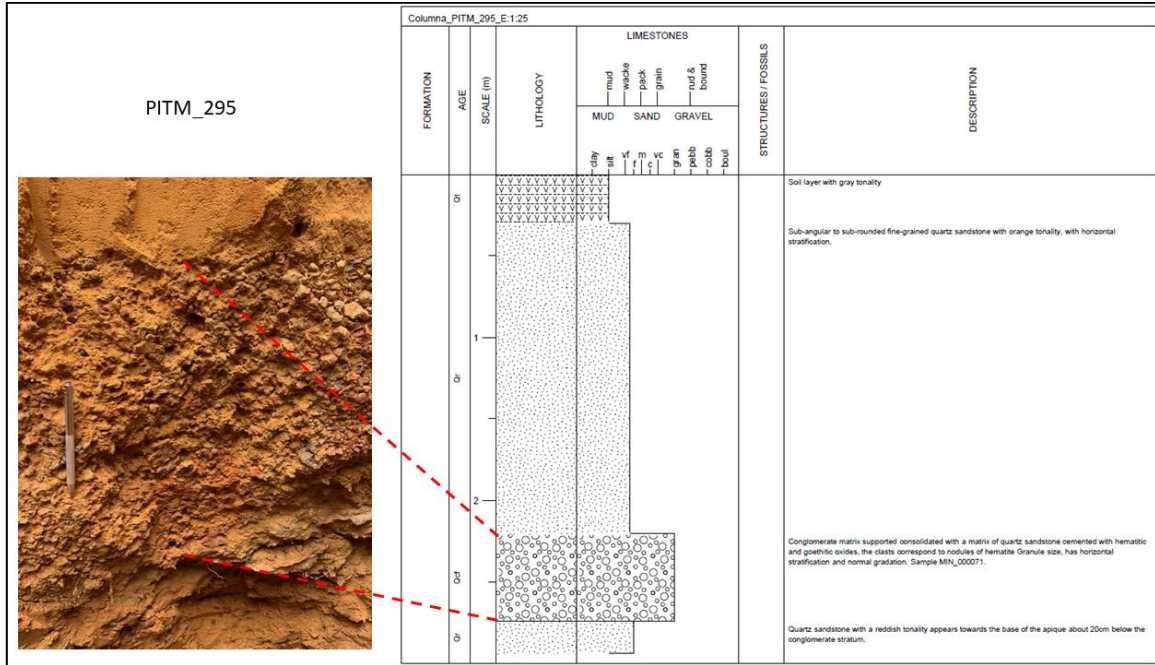 PITM_295
Columna_PITM_295_E:1:25
FORMATION
AGE
SCALE (m)
LITHOLOGY
LIMESTONES
mud
wacke
pack
grain
rud &
bound
MUD SAND GRAVEL
clay
silt
vf
f
m
c
vc
gran
pebb
cobb
boul
STRUCTURES / FOSSILS
DESCRIPTION
Qt
Soil layer with gray tonality
Sub-angular to sub-rounded fine-grained quartz sandstone with orange tonality, with horizontal
stratification.
1
Qr
2
Conglomerate matrix supported consolidated with a matrix of quartz sandstone cemented with hematitic
and goethitic oxides, the clasts correspond to nodules of hematite Granule size, has horizontal
stratification and normal gradation. Sample MIN_000071.
Qcf
Quartz sandstone with a reddish tonality appears towards the base of the apique about 20cm below the
conglomerate stratum.
Qr